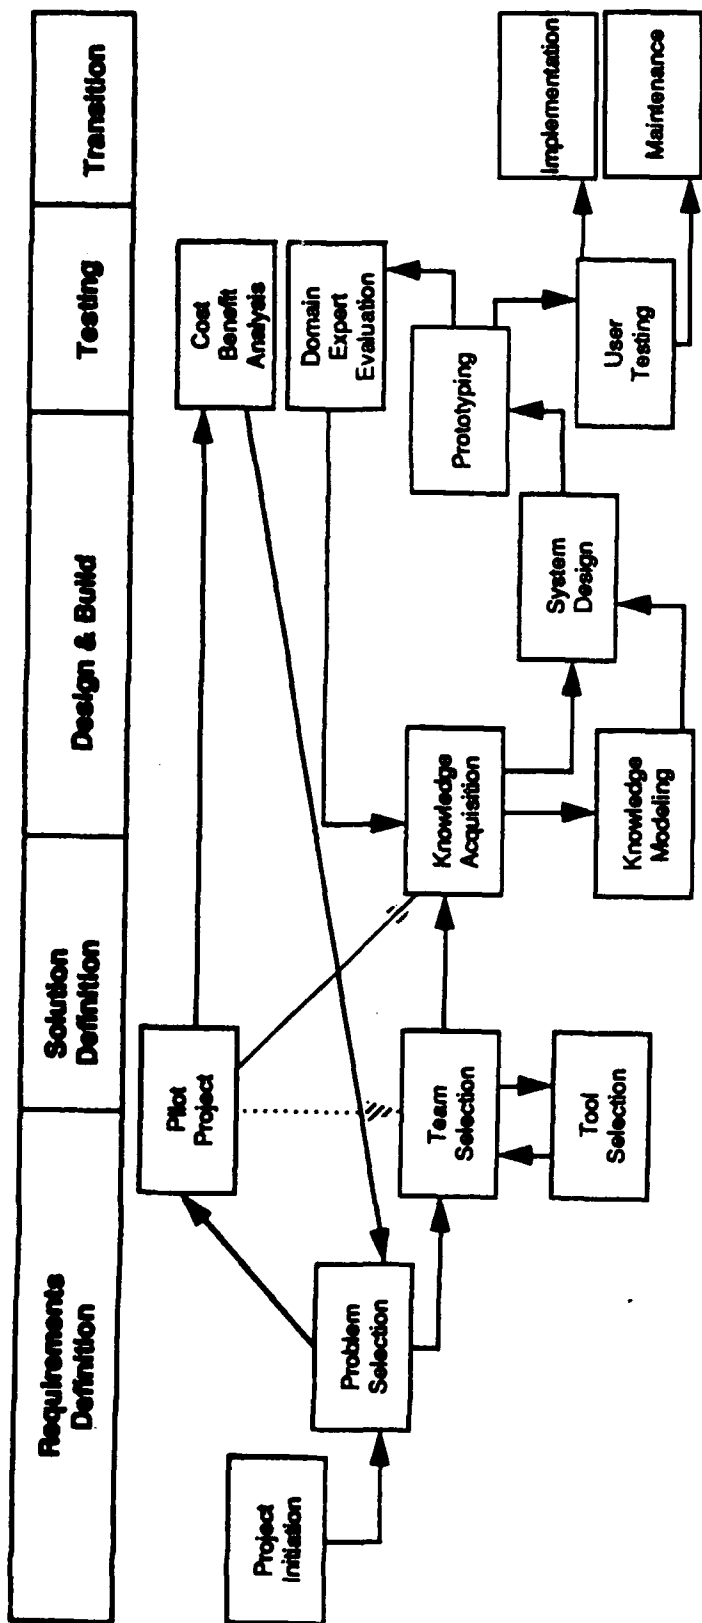 Requirements
Definition
Solution
Definition
Design & Build
Testing
Transition
Project
Initiation
Problem
Selection
Pilot
Project
Team
Selection
Tool
Selection
Knowledge
Acquisition
Knowledge
Modeling
System
Design
Prototyping
Cost
Benefit
Analysis
Domain
Expert
Evaluation
User
Testing
Implementation
Maintenance